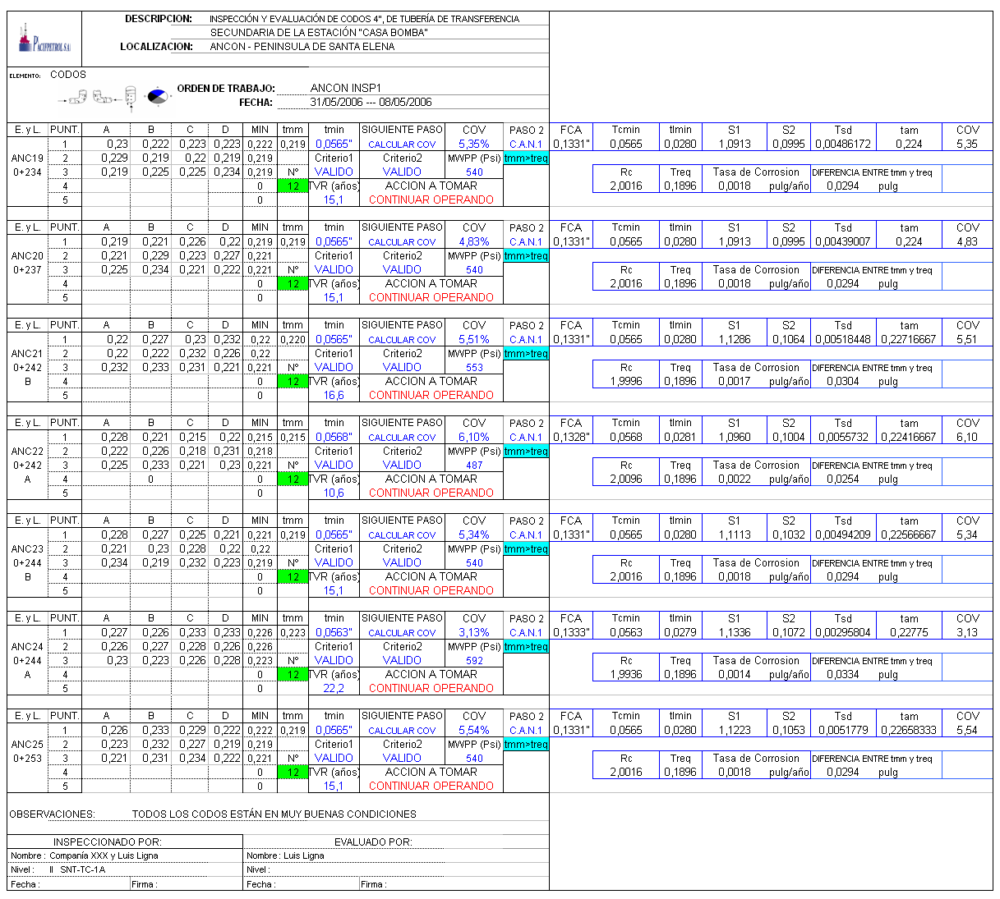 DESCRIPCION: INSPECCIÓN Y EVALUACIÓN DE CODOS 4", DE TUBERÍA DE TRANSFERENCIA
SECUNDARIA DE LA ESTACIÓN "CASA BOMBA"
PACIFPETROL S.A.
LOCALIZACION: ANCON - PENINSULA DE SANTA ELENA
ELEMENTO: CODOS
ORDEN DE TRABAJO: ANCON INSP1
FECHA: 31/05/2006 --- 08/05/2006
E. y L. PUNT. A B C D MIN tmm tmin SIGUIENTE PASO COV PASO 2 FCA Tcmin tlmin S1 S2 Tsd tam COV
1 0,23 0,222 0,223 0,223 0,222 0,219 0,0565" CALCULAR COV 5,35% C.A.N.1 0,1331" 0,0565 0,0280 1,0913 0,0995 0,00486172 0,224 5,35
ANC19 2 0,229 0,219 0,22 0,219 0,219 Criterio1 Criterio2 MWPP (Psi) tmm>treq
0+234 3 0,219 0,225 0,225 0,234 0,219 Nº VALIDO VALIDO 540 Rc Treq Tasa de Corrosion DIFERENCIA ENTRE tmm y treq
4 0 12 TVR (años) ACCION A TOMAR 2,0016 0,1896 0,0018 pulg/año 0,0294 pulg
5 0 15,1 CONTINUAR OPERANDO
E. y L. PUNT. A B C D MIN tmm tmin SIGUIENTE PASO COV PASO 2 FCA Tcmin tlmin S1 S2 Tsd tam COV
1 0,219 0,221 0,226 0,22 0,219 0,219 0,0565" CALCULAR COV 4,83% C.A.N.1 0,1331" 0,0565 0,0280 1,0913 0,0995 0,00439007 0,224 4,83
ANC20 2 0,221 0,229 0,223 0,227 0,221 Criterio1 Criterio2 MWPP (Psi) tmm>treq
0+237 3 0,225 0,234 0,221 0,222 0,221 Nº VALIDO VALIDO 540 Rc Treq Tasa de Corrosion DIFERENCIA ENTRE tmm y treq
4 0 12 TVR (años) ACCION A TOMAR 2,0016 0,1896 0,0018 pulg/año 0,0294 pulg
5 0 15,1 CONTINUAR OPERANDO
E. y L. PUNT. A B C D MIN tmm tmin SIGUIENTE PASO COV PASO 2 FCA Tcmin tlmin S1 S2 Tsd tam COV
1 0,22 0,227 0,23 0,232 0,22 0,220 0,0565" CALCULAR COV 5,51% C.A.N.1 0,1331" 0,0565 0,0280 1,1286 0,1064 0,00518448 0,22716667 5,51
ANC21 2 0,22 0,222 0,232 0,226 0,22 Criterio1 Criterio2 MWPP (Psi) tmm>treq
0+242 3 0,232 0,233 0,231 0,221 0,221 Nº VALIDO VALIDO 553 Rc Treq Tasa de Corrosion DIFERENCIA ENTRE tmm y treq
B 4 0 12 TVR (años) ACCION A TOMAR 1,9996 0,1896 0,0017 pulg/año 0,0304 pulg
5 0 16,6 CONTINUAR OPERANDO
E. y L. PUNT. A B C D MIN tmm tmin SIGUIENTE PASO COV PASO 2 FCA Tcmin tlmin S1 S2 Tsd tam COV
1 0,228 0,221 0,215 0,22 0,215 0,215 0,0568" CALCULAR COV 6,10% C.A.N.1 0,1328" 0,0568 0,0281 1,0960 0,1004 0,0055732 0,22416667 6,10
ANC22 2 0,222 0,226 0,218 0,231 0,218 Criterio1 Criterio2 MWPP (Psi) tmm>treq
0+242 3 0,225 0,233 0,221 0,23 0,221 Nº VALIDO VALIDO 487 Rc Treq Tasa de Corrosion DIFERENCIA ENTRE tmm y treq
A 4 0 0 12 TVR (años) ACCION A TOMAR 2,0096 0,1896 0,0022 pulg/año 0,0254 pulg
5 0 10,6 CONTINUAR OPERANDO
E. y L. PUNT. A B C D MIN tmm tmin SIGUIENTE PASO COV PASO 2 FCA Tcmin tlmin S1 S2 Tsd tam COV
1 0,228 0,227 0,225 0,221 0,221 0,219 0,0565" CALCULAR COV 5,34% C.A.N.1 0,1331" 0,0565 0,0280 1,1113 0,1032 0,00494209 0,22566667 5,34
ANC23 2 0,221 0,23 0,228 0,22 0,22 Criterio1 Criterio2 MWPP (Psi) tmm>treq
0+244 3 0,234 0,219 0,232 0,223 0,219 Nº VALIDO VALIDO 540 Rc Treq Tasa de Corrosion DIFERENCIA ENTRE tmm y treq
B 4 0 12 TVR (años) ACCION A TOMAR 2,0016 0,1896 0,0018 pulg/año 0,0294 pulg
5 0 15,1 CONTINUAR OPERANDO
E. y L. PUNT. A B C D MIN tmm tmin SIGUIENTE PASO COV PASO 2 FCA Tcmin tlmin S1 S2 Tsd tam COV
1 0,227 0,226 0,233 0,233 0,226 0,223 0,0563" CALCULAR COV 3,13% C.A.N.1 0,1333" 0,0563 0,0279 1,1336 0,1072 0,00295804 0,22775 3,13
ANC24 2 0,226 0,227 0,228 0,226 0,226 Criterio1 Criterio2 MWPP (Psi) tmm>treq
0+244 3 0,23 0,223 0,226 0,228 0,223 Nº VALIDO VALIDO 592 Rc Treq Tasa de Corrosion DIFERENCIA ENTRE tmm y treq
A 4 0 12 TVR (años) ACCION A TOMAR 1,9936 0,1896 0,0014 pulg/año 0,0334 pulg
5 0 22,2 CONTINUAR OPERANDO
E. y L. PUNT. A B C D MIN tmm tmin SIGUIENTE PASO COV PASO 2 FCA Tcmin tlmin S1 S2 Tsd tam COV
1 0,226 0,233 0,229 0,222 0,222 0,219 0,0565" CALCULAR COV 5,54% C.A.N.1 0,1331" 0,0565 0,0280 1,1223 0,1053 0,0051779 0,22658333 5,54
ANC25 2 0,223 0,232 0,227 0,219 0,219 Criterio1 Criterio2 MWPP (Psi) tmm>treq
0+253 3 0,221 0,231 0,234 0,222 0,221 Nº VALIDO VALIDO 540 Rc Treq Tasa de Corrosion DIFERENCIA ENTRE tmm y treq
4 0 12 TVR (años) ACCION A TOMAR 2,0016 0,1896 0,0018 pulg/año 0,0294 pulg
5 0 15,1 CONTINUAR OPERANDO
OBSERVACIONES: TODOS LOS CODOS ESTÁN EN MUY BUENAS CONDICIONES
INSPECCIONADO POR: EVALUADO POR:
Nombre : Companía XXX y Luis Ligna Nombre : Luis Ligna
Nivel : II SNT-TC-1A Nivel :
Fecha : Firma : Fecha : Firma :